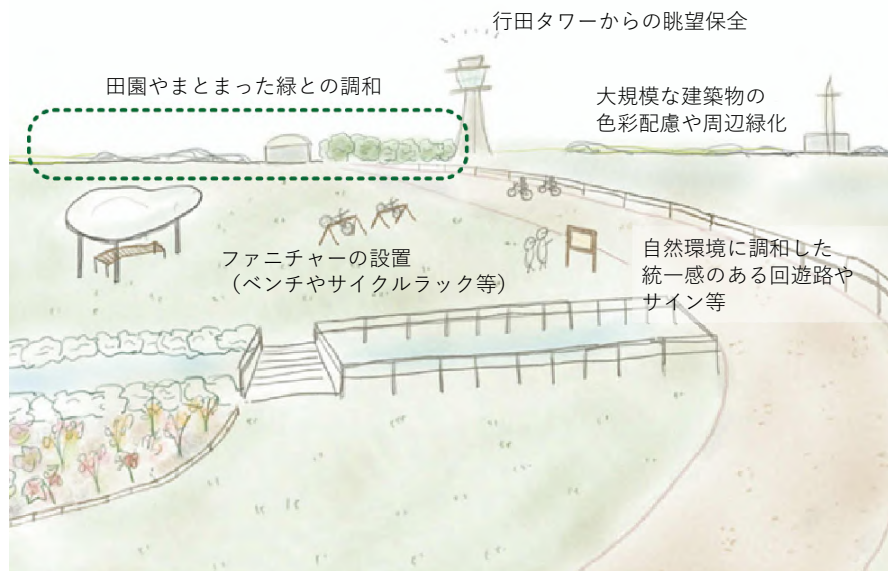 行田タワーからの眺望保全
田園やまとまった緑との調和
大規模な建築物の
色彩配慮や周辺緑化
自然環境に調和した
統一感のある回遊路や
サイン等
ファニチャーの設置
（ベンチやサイクルラック等）